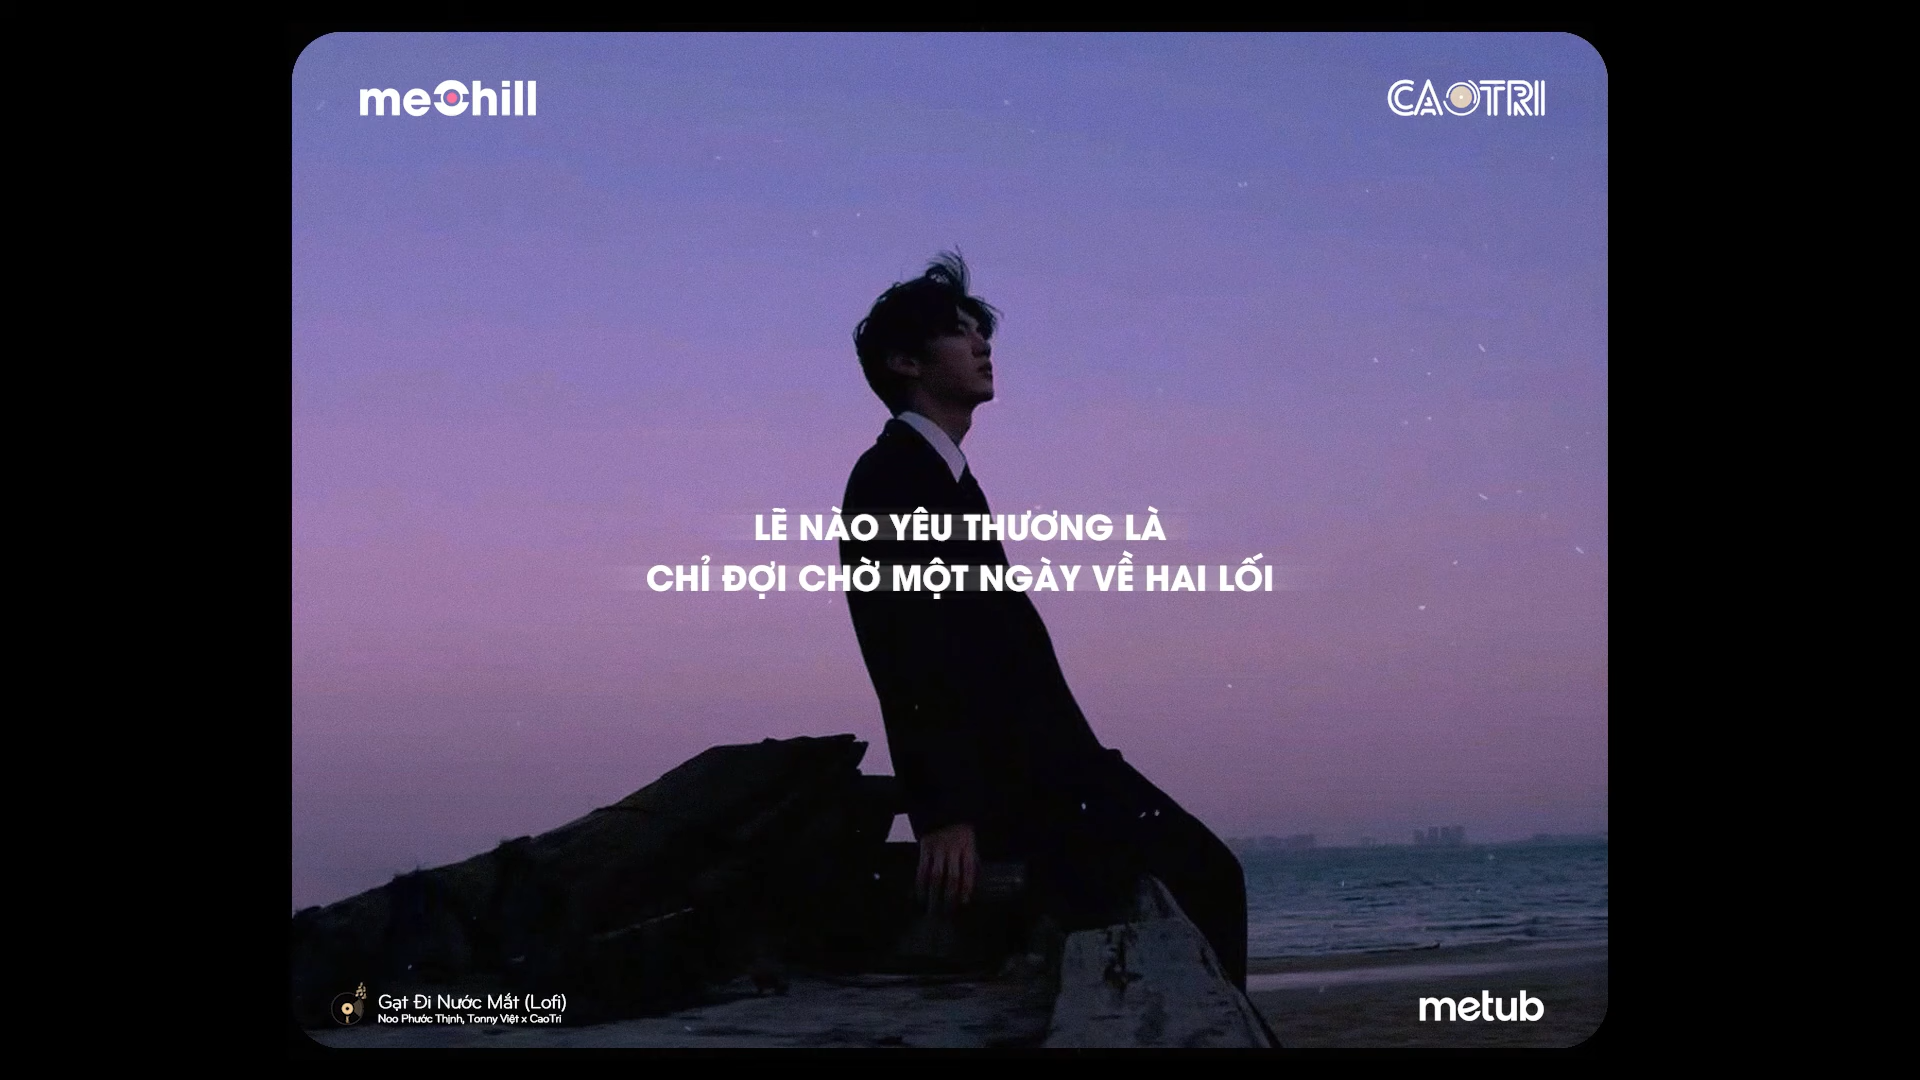 meChill
CAOTRI
LẼ NÀO YÊU THƯƠNG LÀ
CHỈ ĐỢI CHỜ MỘT NGÀY VỀ HAI LỐI
Gạt Đi Nước Mắt (Lofi)
Noo Phước Thịnh, Tonny Việt x CaoTri
metub